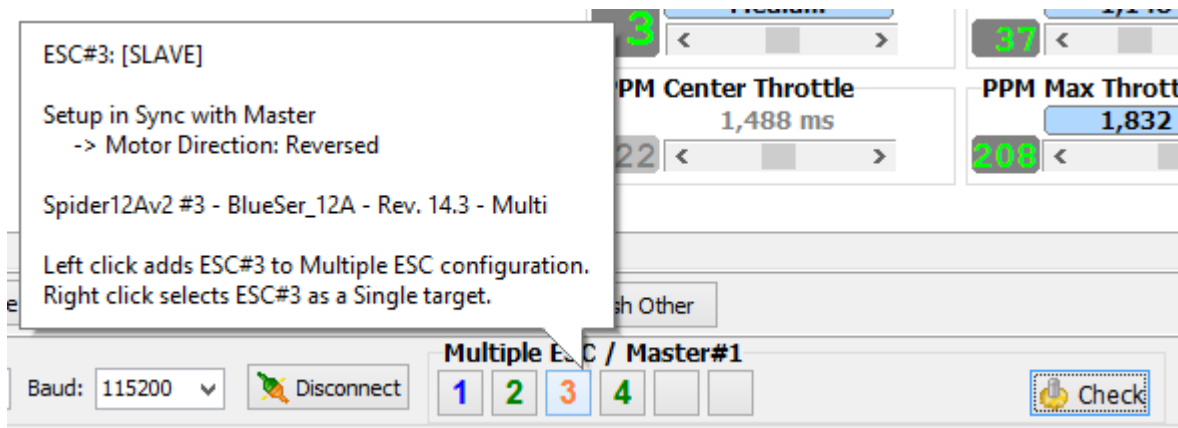 ESC#3: [SLAVE]
Setup in Sync with Master
-> Motor Direction: Reversed
Spider12Av2 #3 - BlueSer_12A - Rev. 14.3 - Multi
Left click adds ESC#3 to Multiple ESC configuration.
Right click selects ESC#3 as a Single target.
Medium
3
37
PPM Center Throttle
1,488 ms
22
PPM Max Thrott
1,832
208
Other
Multiple ESC / Master#1
Baud: 115200
Disconnect
1 2 3 4
Check